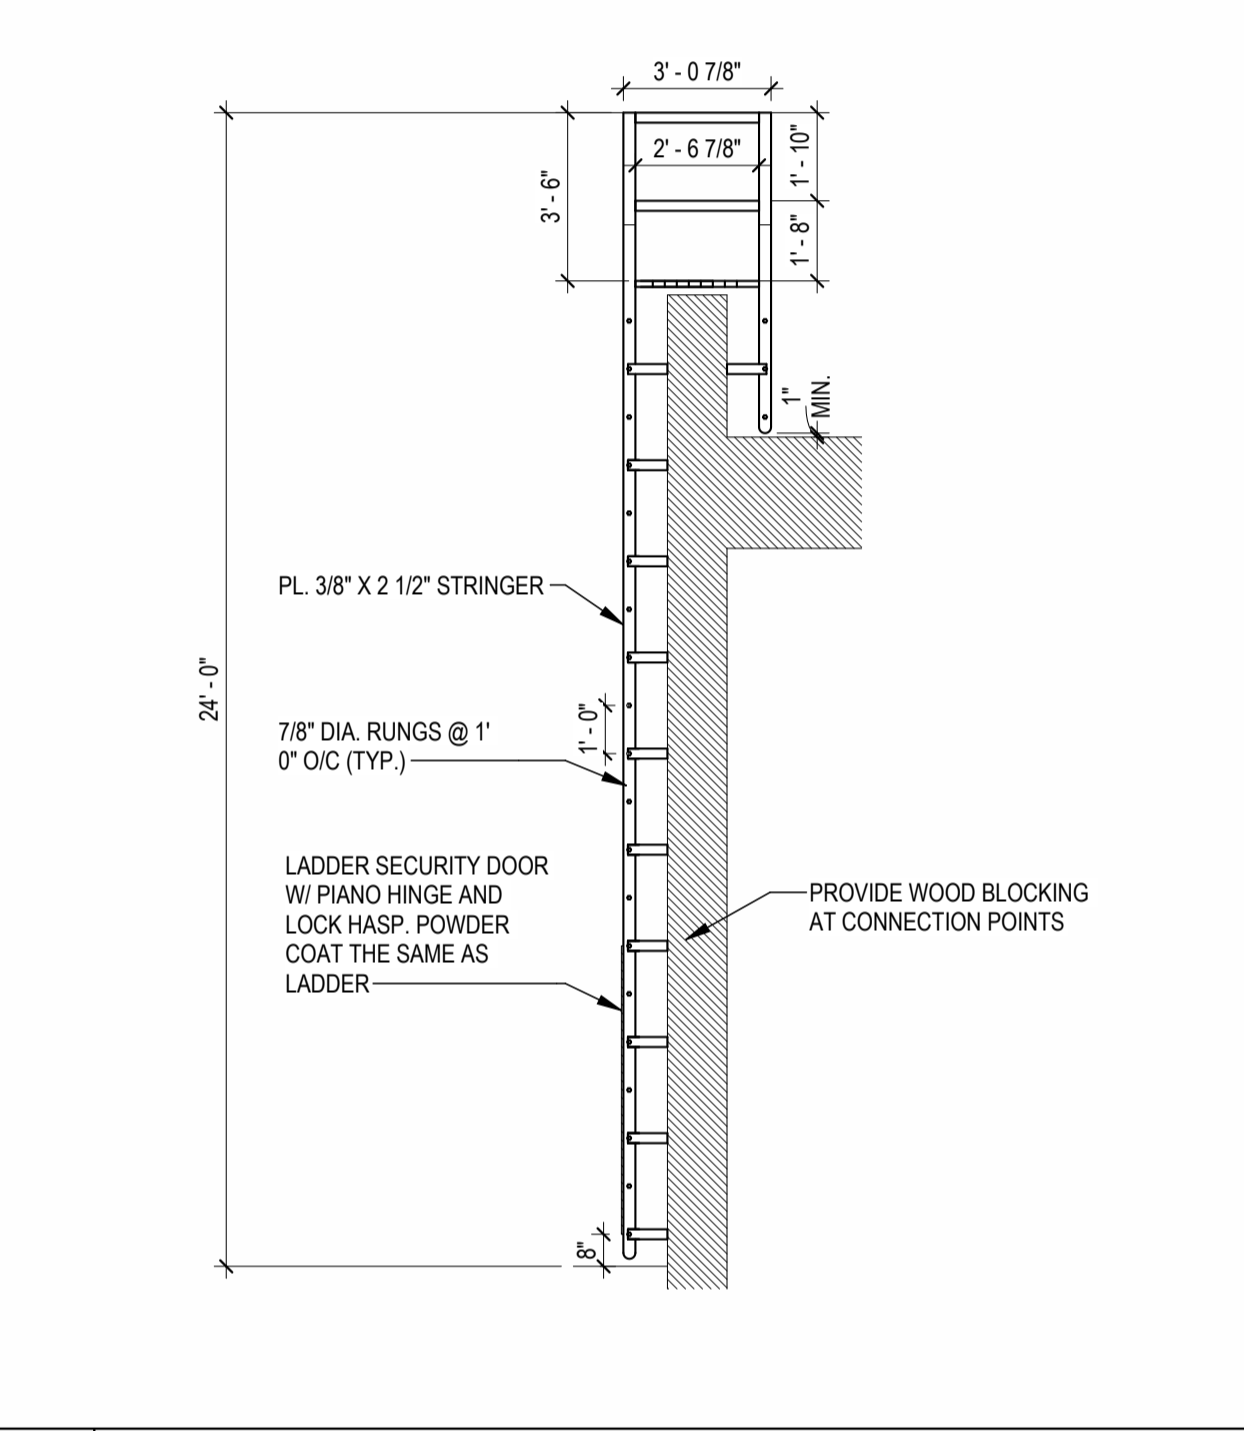 3' - 0 7/8"
2' - 6 7/8"
1' - 10"
3' - 6"
1' - 8"
1"
MIN.
PL. 3/8" X 2 1/2" STRINGER
24' - 0"
7/8" DIA. RUNGS @ 1'
0" O/C (TYP.)
1' - 0"
LADDER SECURITY DOOR
W/ PIANO HINGE AND
LOCK HASP. POWDER
COAT THE SAME AS
LADDER
PROVIDE WOOD BLOCKING
AT CONNECTION POINTS
8"